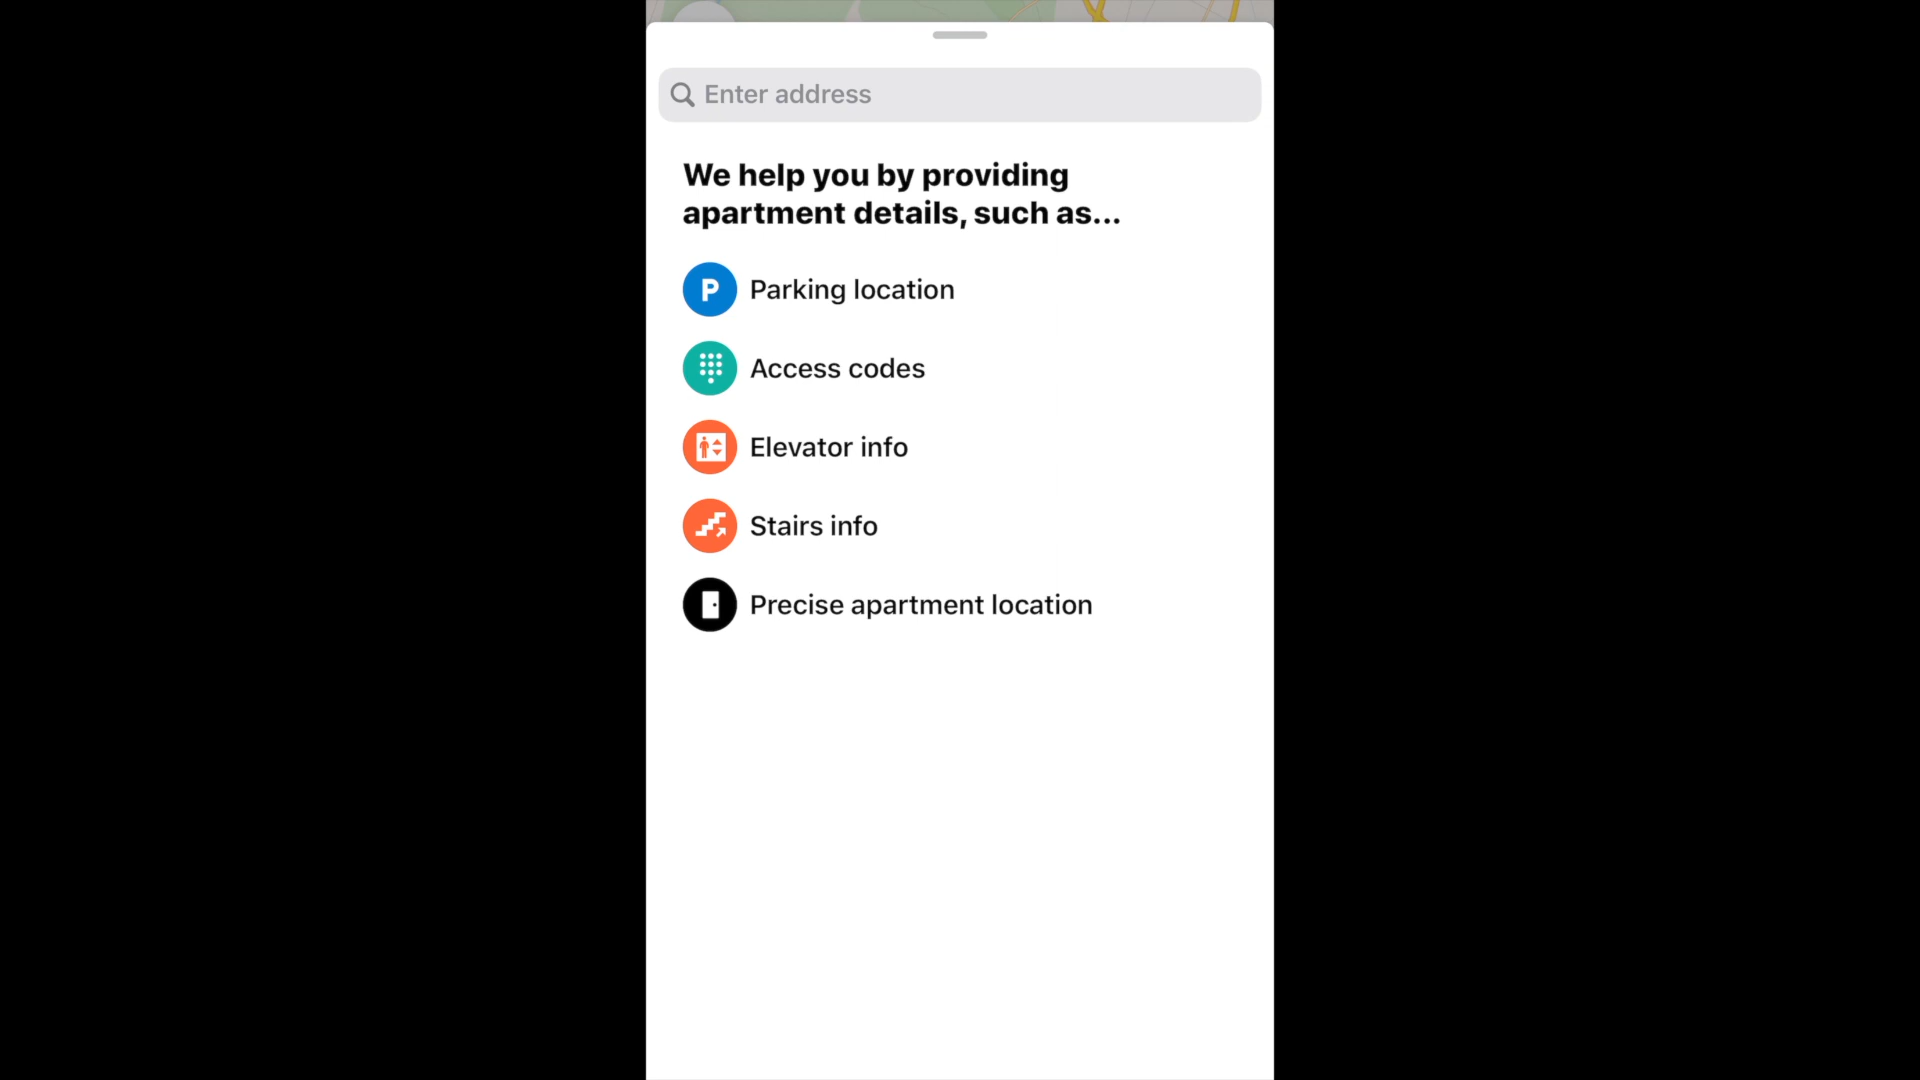 Enter address
We help you by providing
apartment details, such as...
P Parking location
Access codes
Elevator info
Stairs info
Precise apartment location